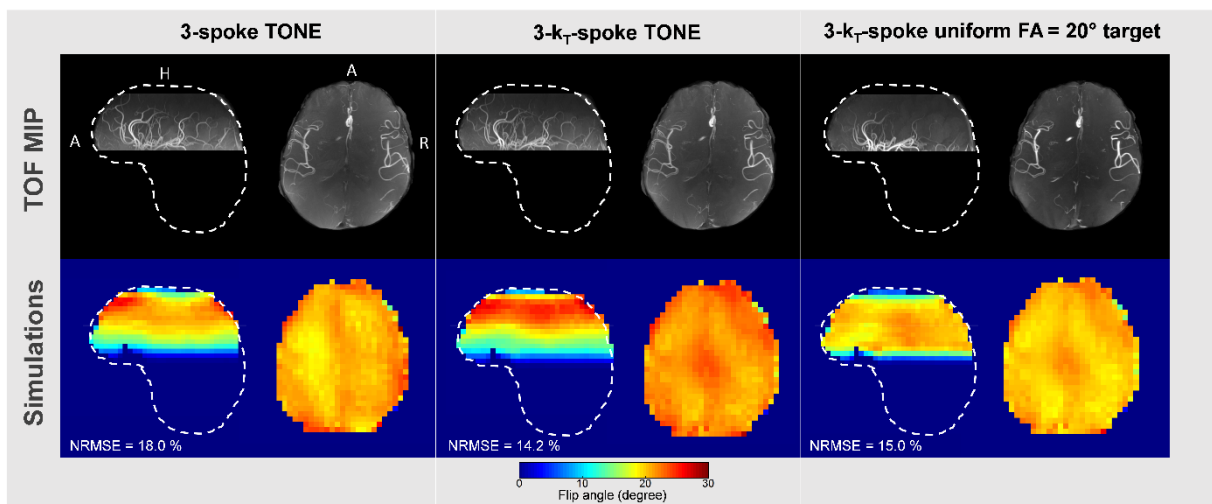 3-spoke TONE
3-kT-spoke TONE
3-kT-spoke uniform FA = 20° target
TOF MIP
H
A
A
R
Simulations
NRMSE = 18.0 %
NRMSE = 14.2 %
NRMSE = 15.0 %
0
10
20
30
Flip angle (degree)